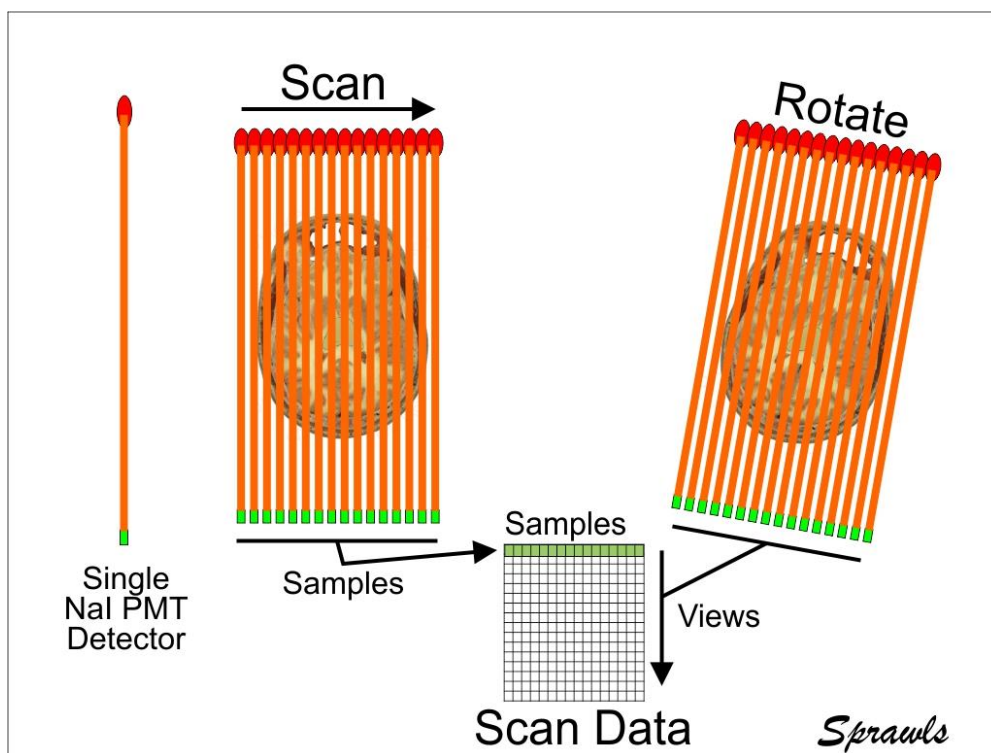 Scan
Rotate
Single
NaI PMT
Detector
Samples
Samples
Views
Scan Data
Sprawls